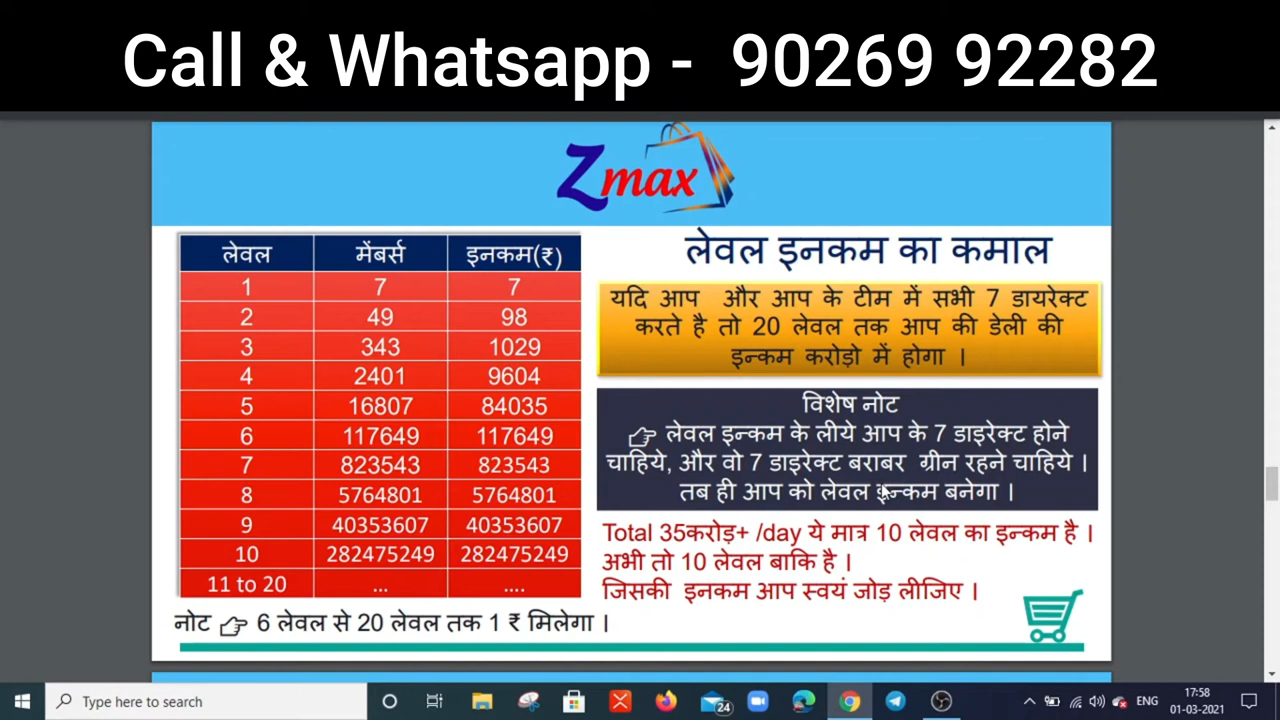 Call & Whatsapp - 90269 92282
Zmax
लेवल मेंबर्स इनकम(₹)
1 7 7
2 49 98
3 343 1029
4 2401 9604
5 16807 84035
6 117649 117649
7 823543 823543
8 5764801 5764801
9 40353607 40353607
10 282475249 282475249
11 to 20 ... ....
नोट 👉 6 लेवल से 20 लेवल तक 1 ₹ मिलेगा ।
लेवल इनकम का कमाल
यदि आप और आप के टीम में सभी 7 डायरेक्ट
करते है तो 20 लेवल तक आप की डेली की
इन्कम करोड़ो में होगा ।
विशेष नोट
👉 लेवल इन्कम के लीये आप के 7 डाइरेक्ट होने
चाहिये, और वो 7 डाइरेक्ट बराबर ग्रीन रहने चाहिये ।
तब ही आप को लेवल इन्कम बनेगा ।
Total 35करोड़+ /day ये मात्र 10 लेवल का इन्कम है ।
अभी तो 10 लेवल बाकि है ।
जिसकी इनकम आप स्वयं जोड़ लीजिए ।
Type here to search
24
ENG
17:58
01-03-2021